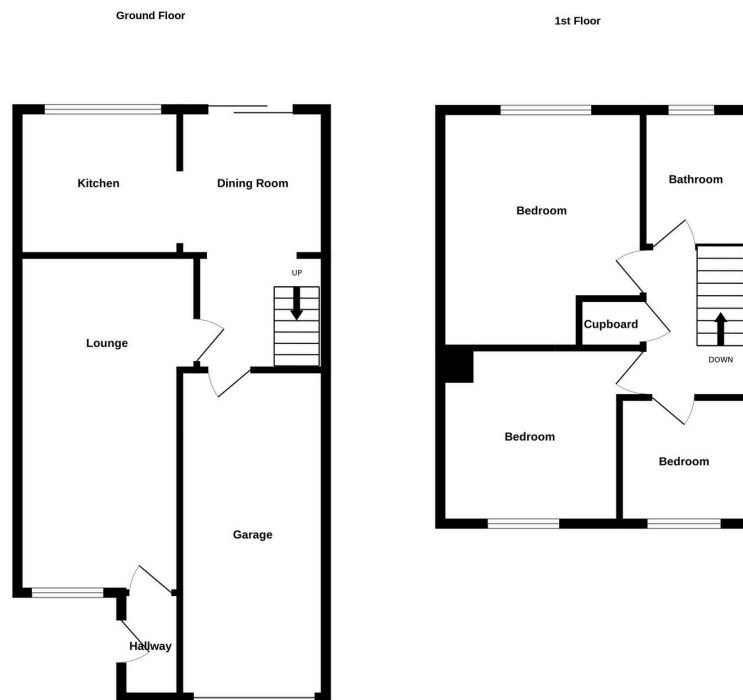 Ground Floor
Kitchen
Dining Room
UP
Lounge
Garage
Hallway
1st Floor
Bathroom
Bedroom
Cupboard
DOWN
Bedroom
Bedroom